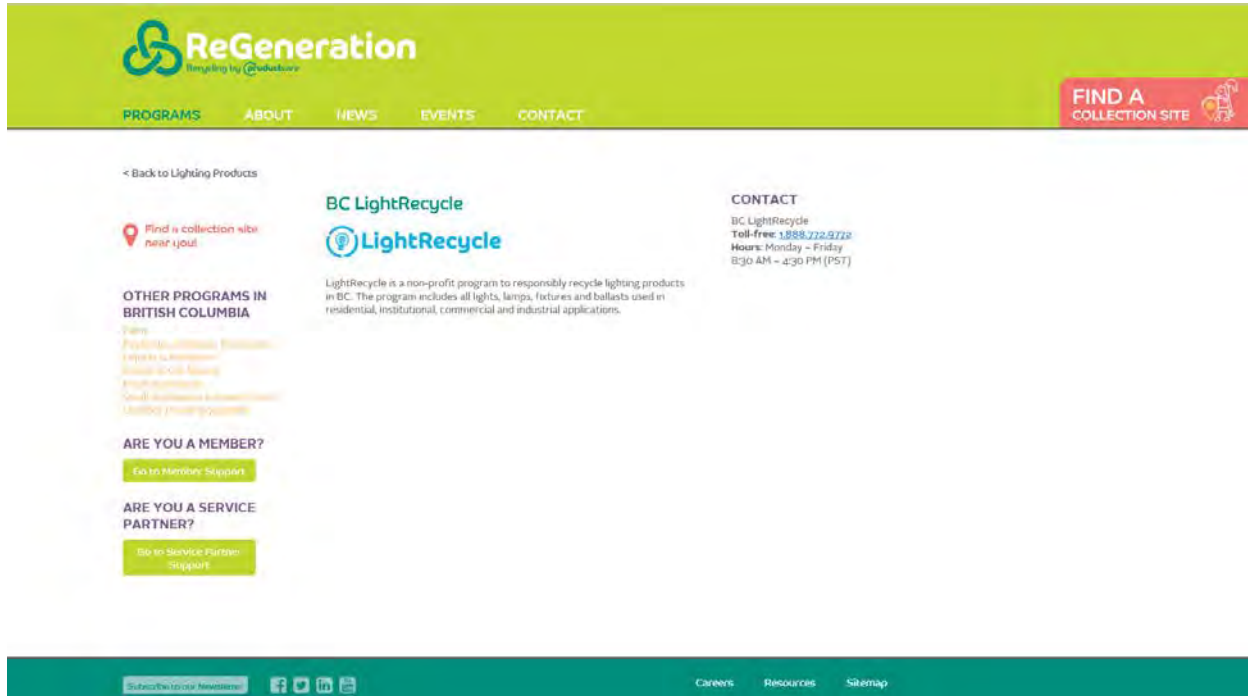 ReGeneration
Recycling by Productcare
PROGRAMS ABOUT NEWS EVENTS CONTACT
FIND A
COLLECTION SITE
< Back to Lighting Products
Find a collection site
near you!
OTHER PROGRAMS IN
BRITISH COLUMBIA
Paint
ARE YOU A MEMBER?
Go to Member Support
ARE YOU A SERVICE
PARTNER?
Go to Service Partner
Support
BC LightRecycle
LightRecycle
LightRecycle is a non-profit program to responsibly recycle lighting products
in BC. The program includes all lights, lamps, fixtures and ballasts used in
residential, institutional, commercial and industrial applications.
CONTACT
BC LightRecycle
Toll-free: 1.888.772.9772
Hours: Monday – Friday
8:30 AM – 4:30 PM (PST)
Subscribe to our Newsletter
Careers Resources Sitemap